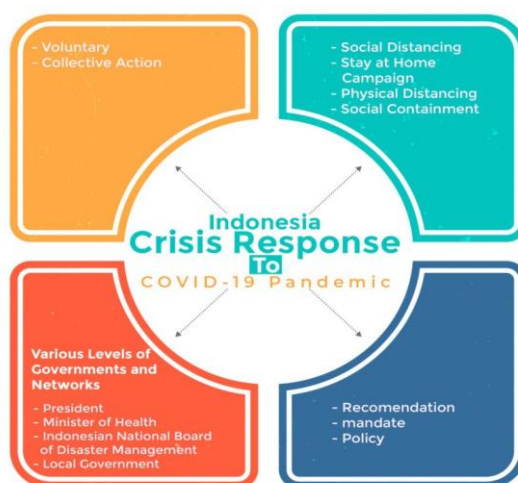 - Voluntary
- Collective Action
- Social Distancing
- Stay at Home
Campaign
- Physical Distancing
- Social Containment
Indonesia
Crisis Response
To
COVID-19 Pandemic
Various Levels of
Governments and
Networks
- President
- Minister of Health
- Indonesian National Board
of Disaster Management
- Local Government
- Recomendation
- mandate
- Policy